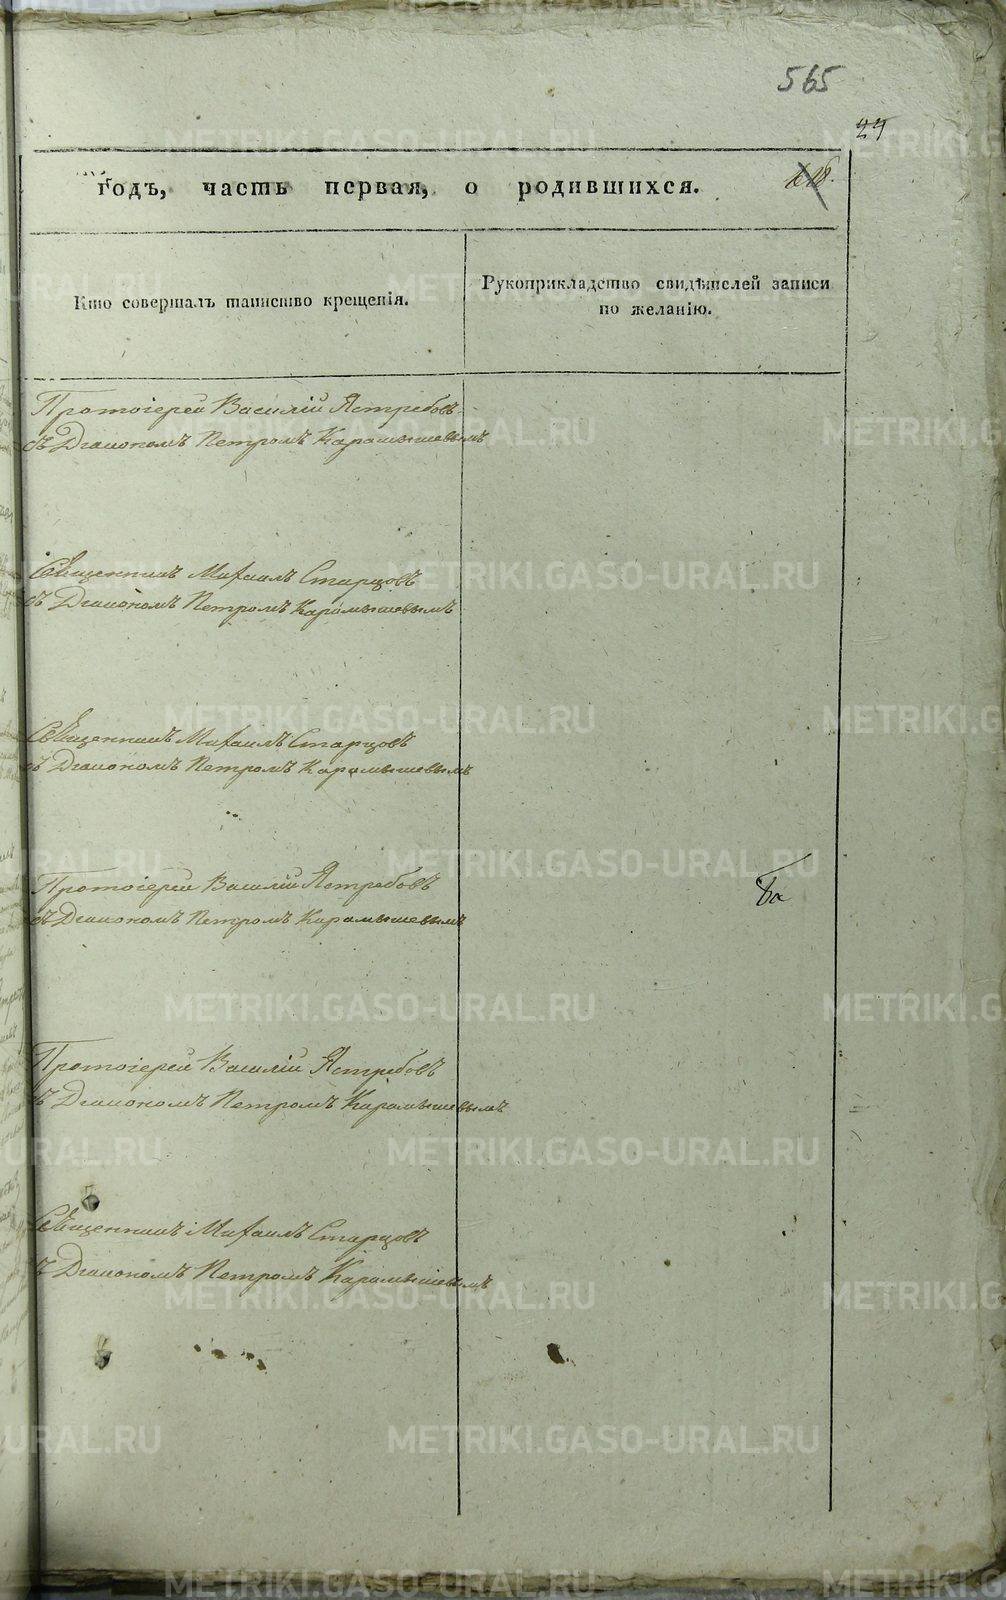 565
24
годъ, часть первая, о родившихся.
Кто совершалъ таинство крещенія.
Рукоприкладство свидѣтелей записи
по желанію.
Протоіерей Василій Ястребовъ
съ Діакономъ Петромъ Карамышевымъ
Священникъ Михаилъ Старцовъ
съ Діакономъ Петромъ Карамышевымъ
Священникъ Михаилъ Старцовъ
съ Діакономъ Петромъ Карамышевымъ
Протоіерей Василій Ястребовъ
съ Діакономъ Петромъ Карамышевымъ
Протоіерей Василій Ястребовъ
съ Діакономъ Петромъ Карамышевымъ
Священникъ Михаилъ Старцовъ
съ Діакономъ Петромъ Карамышевымъ
METRIKI.GASO-URAL.RU